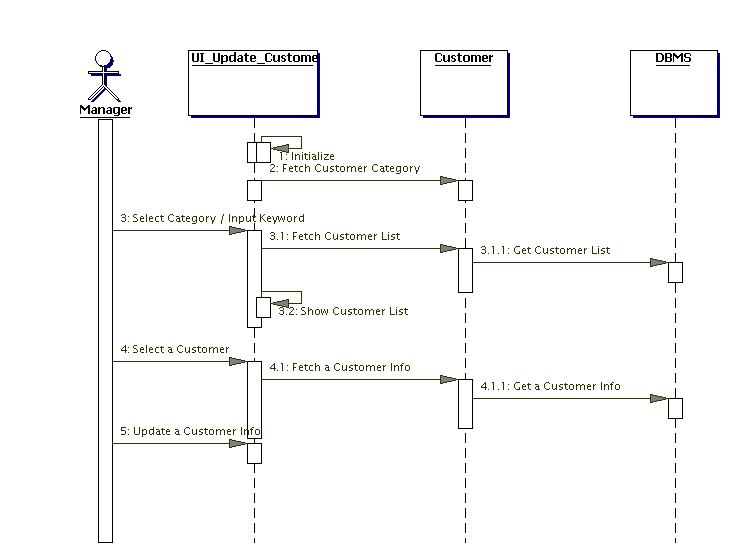 UI_Update_Custome
Customer
DBMS
Manager
1: Initialize
2: Fetch Customer Category
3: Select Category / Input Keyword
3.1: Fetch Customer List
3.1.1: Get Customer List
3.2: Show Customer List
4: Select a Customer
4.1: Fetch a Customer Info
4.1.1: Get a Customer Info
5: Update a Customer Info